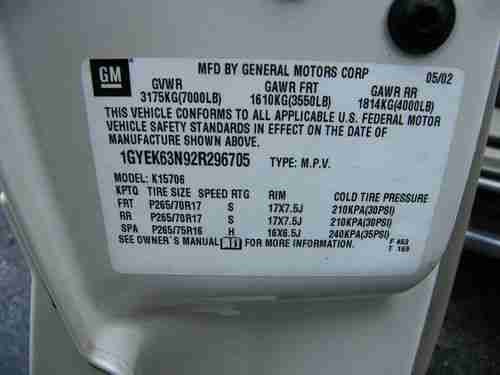 GM
MFD BY GENERAL MOTORS CORP
05/02
GVWR GAWR FRT GAWR RR
3175KG(7000LB) 1610KG(3550LB) 1814KG(4000LB)
THIS VEHICLE CONFORMS TO ALL APPLICABLE U.S. FEDERAL MOTOR
VEHICLE SAFETY STANDARDS IN EFFECT ON THE DATE OF
MANUFACTURE SHOWN ABOVE.
1GYEK63N92R296705 TYPE: M.P.V.
MODEL: K15706
KPTQ TIRE SIZE SPEED RTG RIM COLD TIRE PRESSURE
FRT P265/70R17 S 17X7.5J 210KPA(30PSI)
RR P265/70R17 S 17X7.5J 210KPA(30PSI)
SPA P265/75R16 H 16X6.5J 240KPA(35PSI)
SEE OWNER'S MANUAL FOR MORE INFORMATION.
F 463
T 169